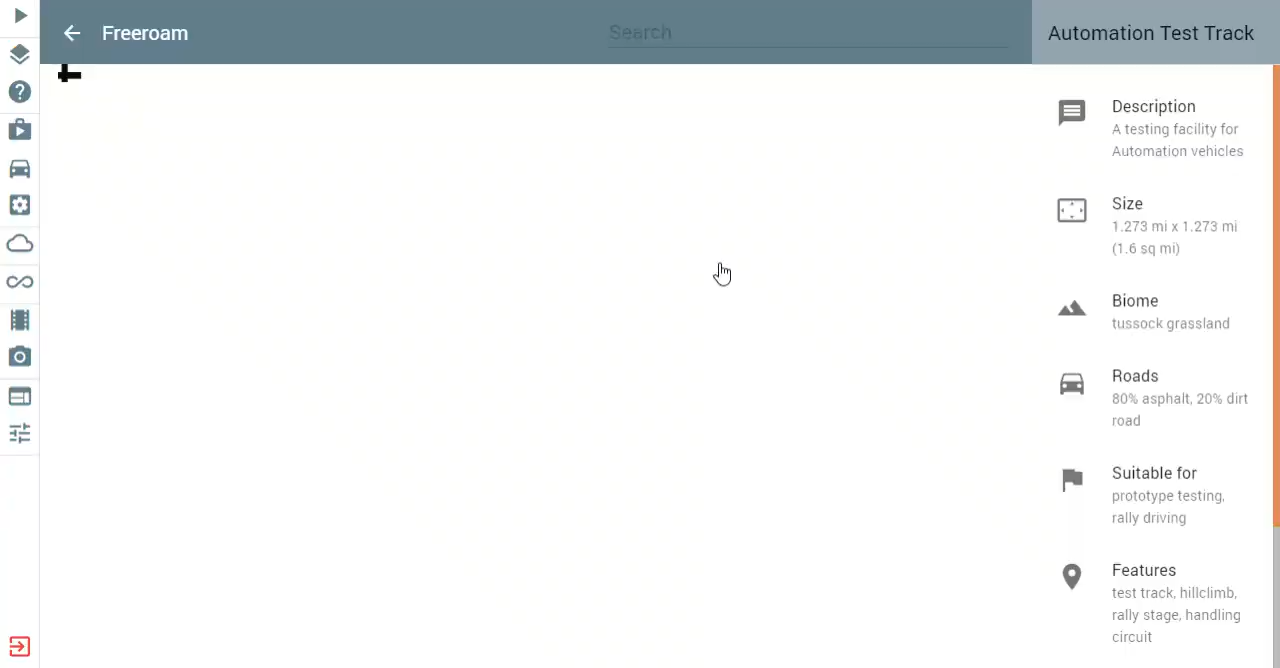 Freeroam
Search
Automation Test Track
Description
A testing facility for
Automation vehicles
Size
1.273 mi x 1.273 mi
(1.6 sq mi)
Biome
tussock grassland
Roads
80% asphalt, 20% dirt
road
Suitable for
prototype testing,
rally driving
Features
test track, hillclimb,
rally stage, handling
circuit